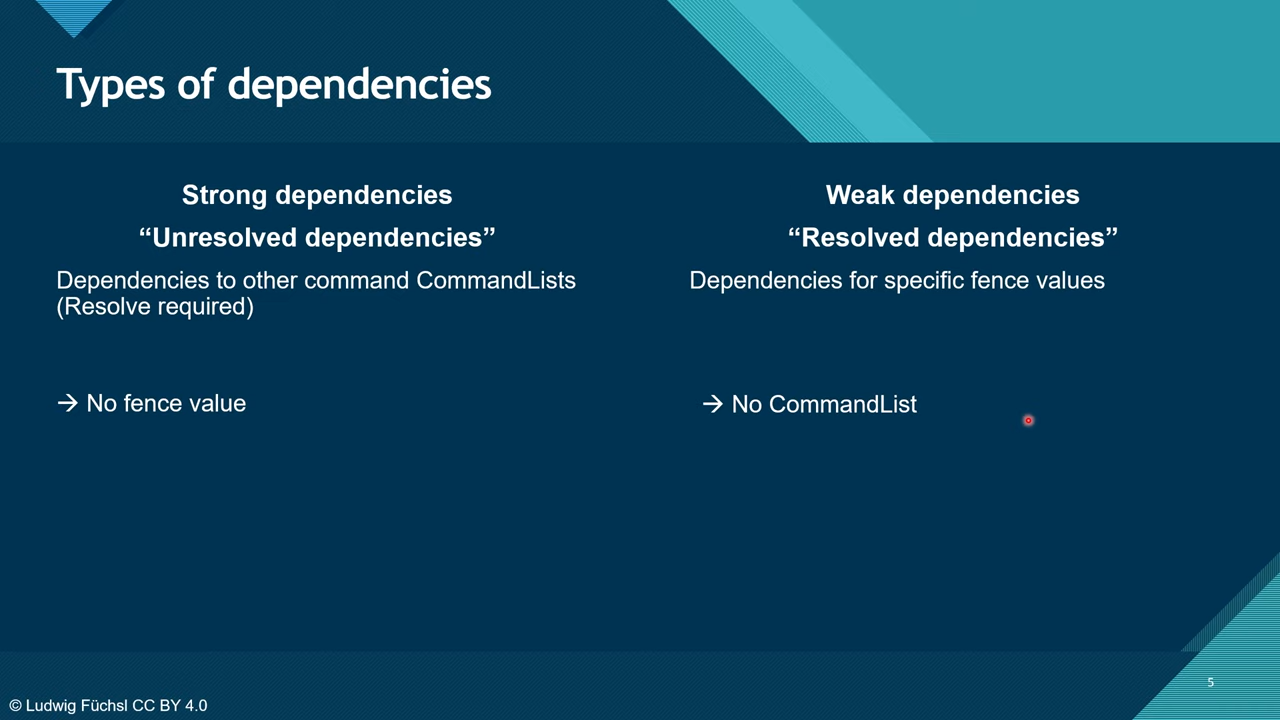 Types of dependencies
Strong dependencies
“Unresolved dependencies”
Dependencies to other command CommandLists
(Resolve required)
→ No fence value
Weak dependencies
“Resolved dependencies”
Dependencies for specific fence values
→ No CommandList
5
© Ludwig Füchsl CC BY 4.0